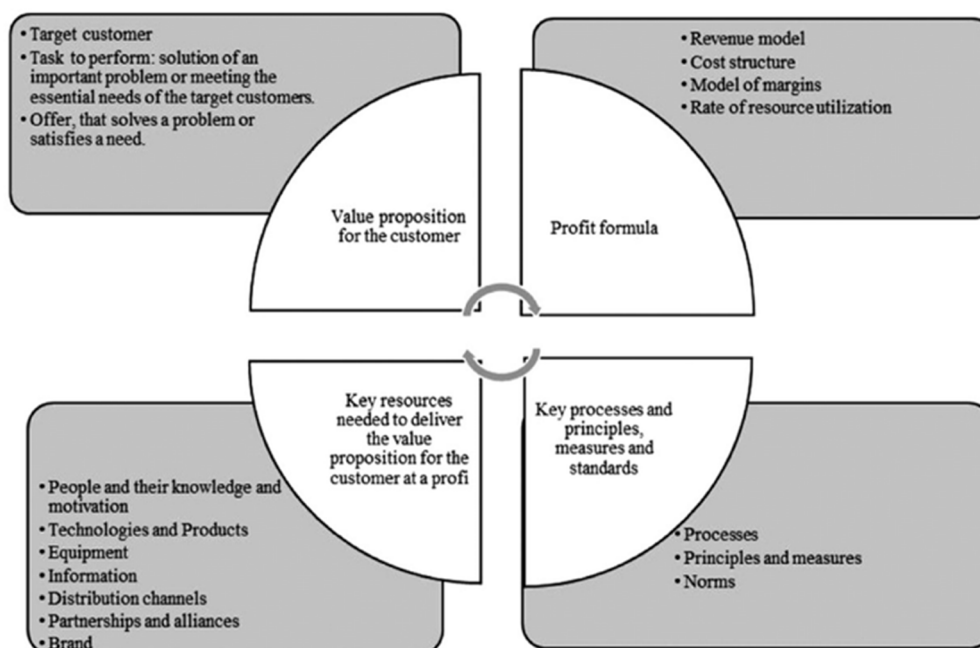 • Target customer
• Task to perform: solution of an
important problem or meeting the
essential needs of the target customers.
• Offer, that solves a problem or
satisfies a need.
Value proposition
for the customer
• Revenue model
• Cost structure
• Model of margins
• Rate of resource utilization
Profit formula
Key resources
needed to deliver
the value
proposition for the
customer at a profi
• People and their knowledge and
motivation
• Technologies and Products
• Equipment
• Information
• Distribution channels
• Partnerships and alliances
• Brand
Key processes and
principles,
measures and
standards
• Processes
• Principles and measures
• Norms